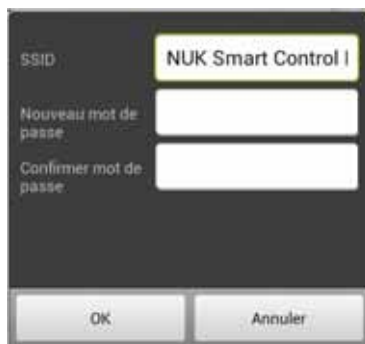 SSID
NUK Smart Control
Nouveau mot de
passe
Confirmer mot de
passe
OK
Annuler